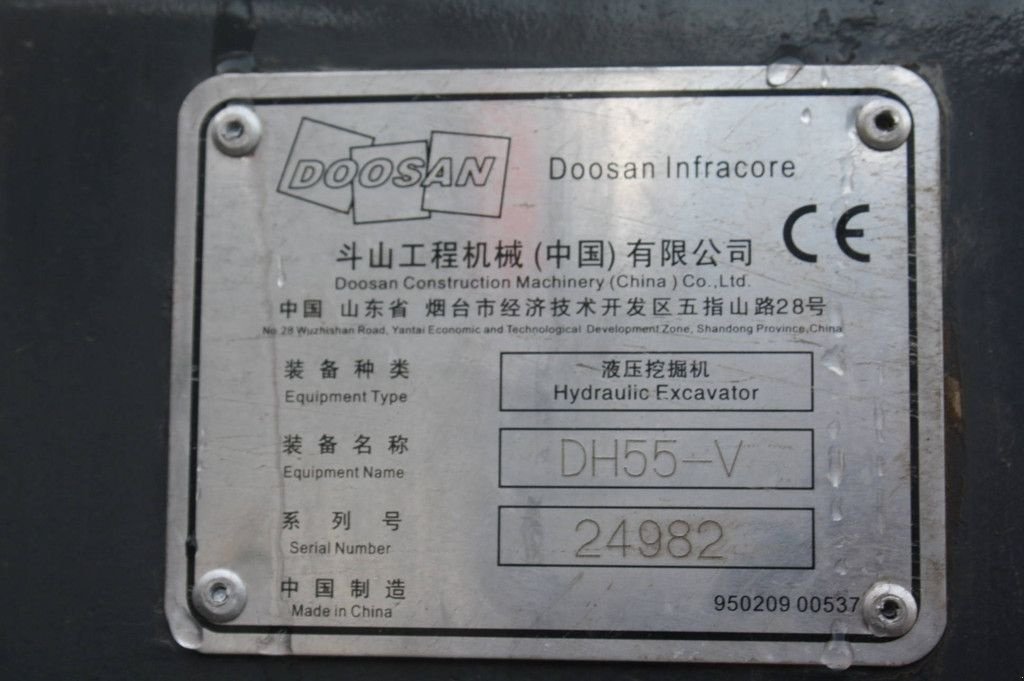 DOOSAN
Doosan Infracore
CE
斗山工程机械(中国)有限公司
Doosan Construction Machinery (China ) Co.,Ltd.
中国 山东省 烟台市经济技术开发区五指山路28号
No.28 Wuzhishan Road, Yantai Economic and Technological Development Zone, Shandong Province,China
装备种类
Equipment Type
液压挖掘机
Hydraulic Excavator
装备名称
Equipment Name
DH55-V
系列号
Serial Number
24982
中国制造
Made in China
950209 00537